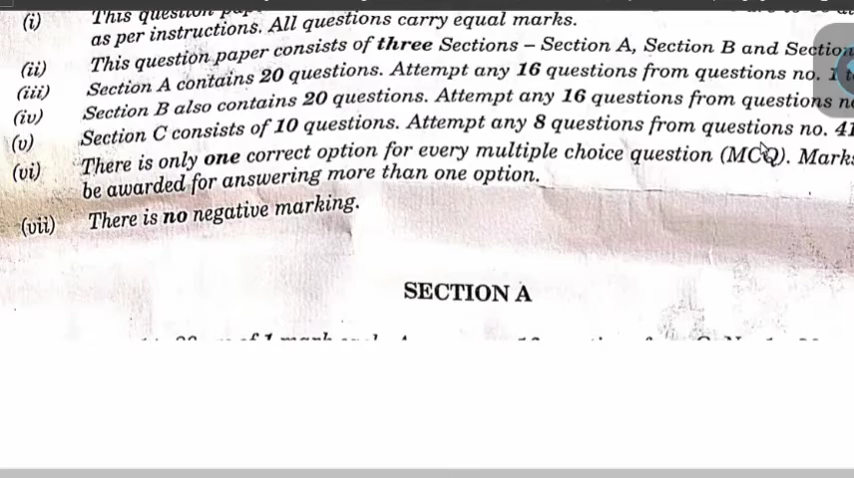 (i) This question
as per instructions. All questions carry equal marks.
(ii) This question paper consists of three Sections – Section A, Section B and Section
(iii) Section A contains 20 questions. Attempt any 16 questions from questions no. 1
(iv) Section B also contains 20 questions. Attempt any 16 questions from questions
(v) Section C consists of 10 questions. Attempt any 8 questions from questions no. 41
(vi) There is only one correct option for every multiple choice question (MCQ). Marks
be awarded for answering more than one option.
(vii) There is no negative marking.
SECTION A